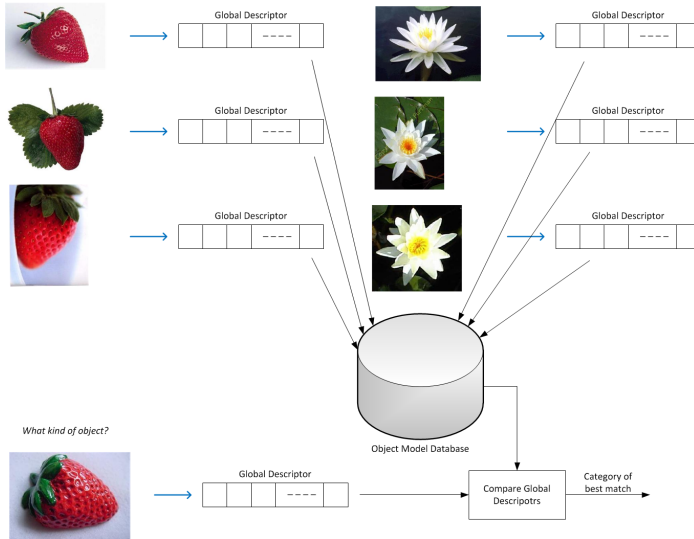 Global Descriptor
Global Descriptor
Global Descriptor
Global Descriptor
Global Descriptor
Global Descriptor
Object Model Database
What kind of object?
Global Descriptor
Compare Global
Descripotrs
Category of
best match